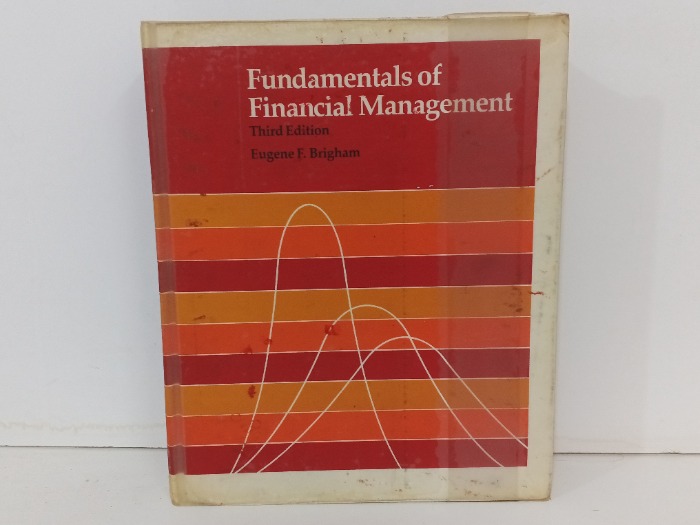 Fundamentals of
Financial Management
Third Edition
Eugene F. Brigham